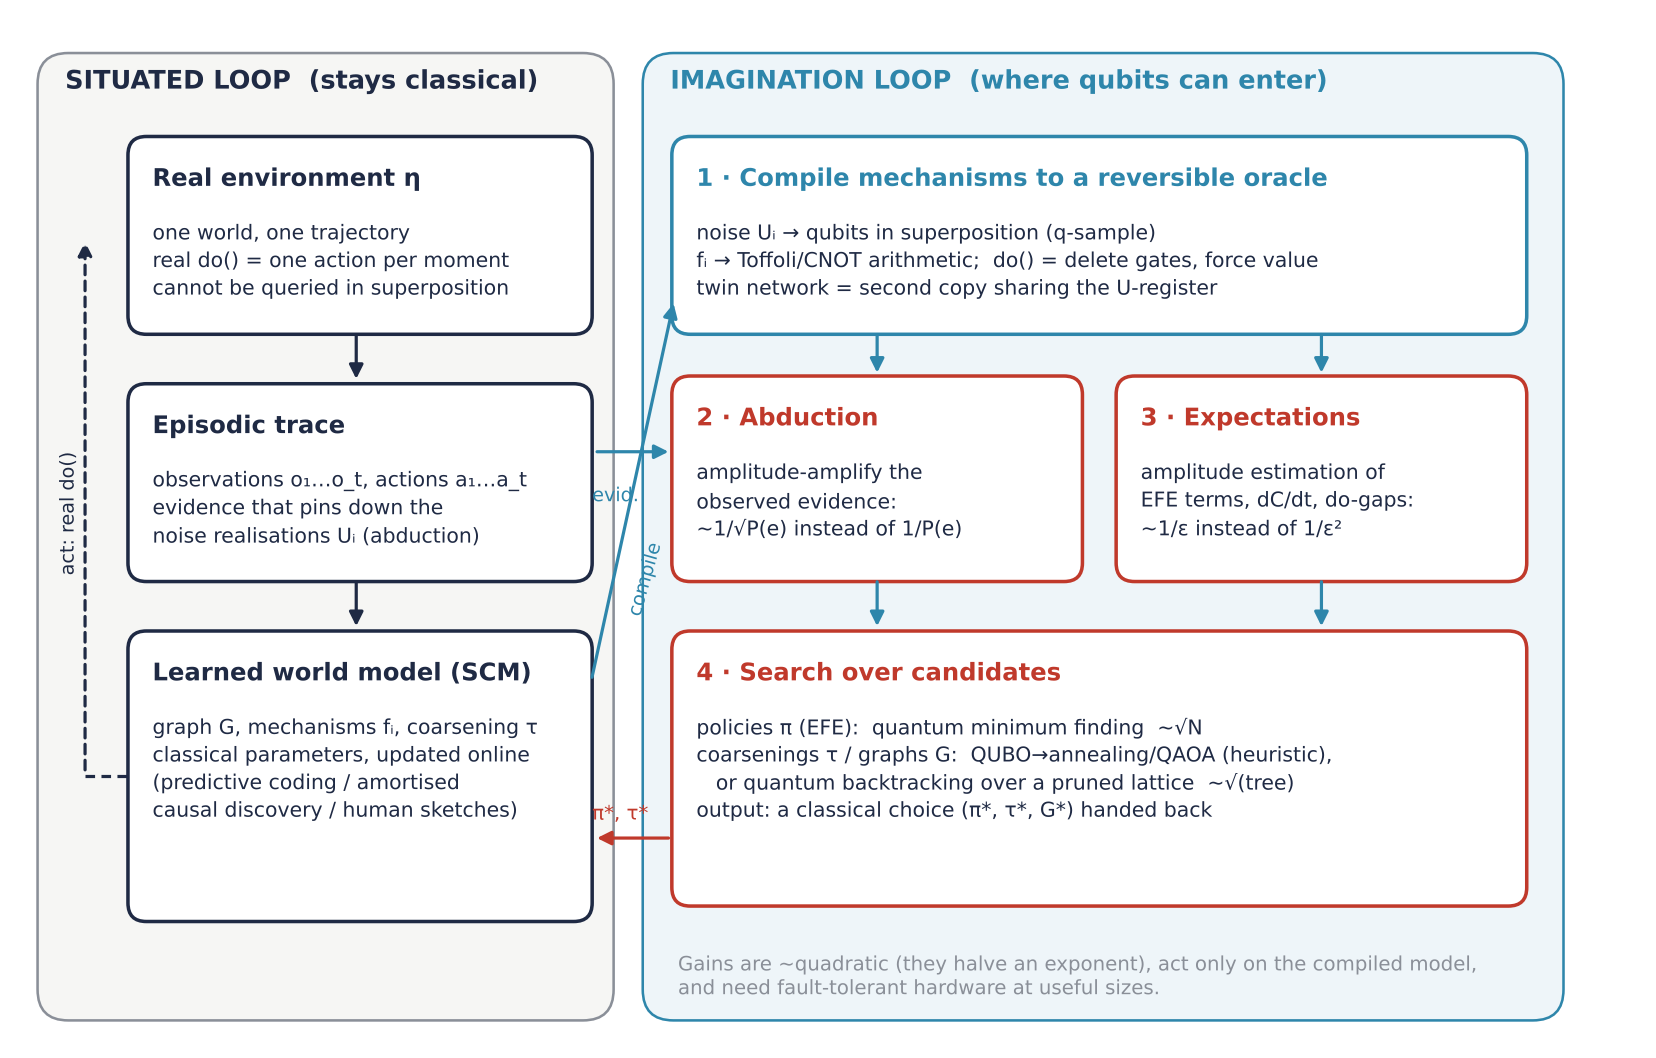 SITUATED LOOP  (stays classical)
Real environment η
one world, one trajectory
real do() = one action per moment
cannot be queried in superposition
Episodic trace
observations o₁…o_t, actions a₁…a_t
evidence that pins down the
noise realisations Uᵢ (abduction)
Learned world model (SCM)
graph G, mechanisms fᵢ, coarsening τ
classical parameters, updated online
(predictive coding / amortised
causal discovery / human sketches)
act: real do()
evid.
compile
π*, τ*
IMAGINATION LOOP  (where qubits can enter)
1 · Compile mechanisms to a reversible oracle
noise Uᵢ → qubits in superposition (q-sample)
fᵢ → Toffoli/CNOT arithmetic;  do() = delete gates, force value
twin network = second copy sharing the U-register
2 · Abduction
amplitude-amplify the
observed evidence:
~1/√P(e) instead of 1/P(e)
3 · Expectations
amplitude estimation of
EFE terms, dC/dt, do-gaps:
~1/ε instead of 1/ε²
4 · Search over candidates
policies π (EFE):  quantum minimum finding  ~√N
coarsenings τ / graphs G:  QUBO→annealing/QAOA (heuristic),
or quantum backtracking over a pruned lattice  ~√(tree)
output: a classical choice (π*, τ*, G*) handed back
Gains are ~quadratic (they halve an exponent), act only on the compiled model,
and need fault-tolerant hardware at useful sizes.